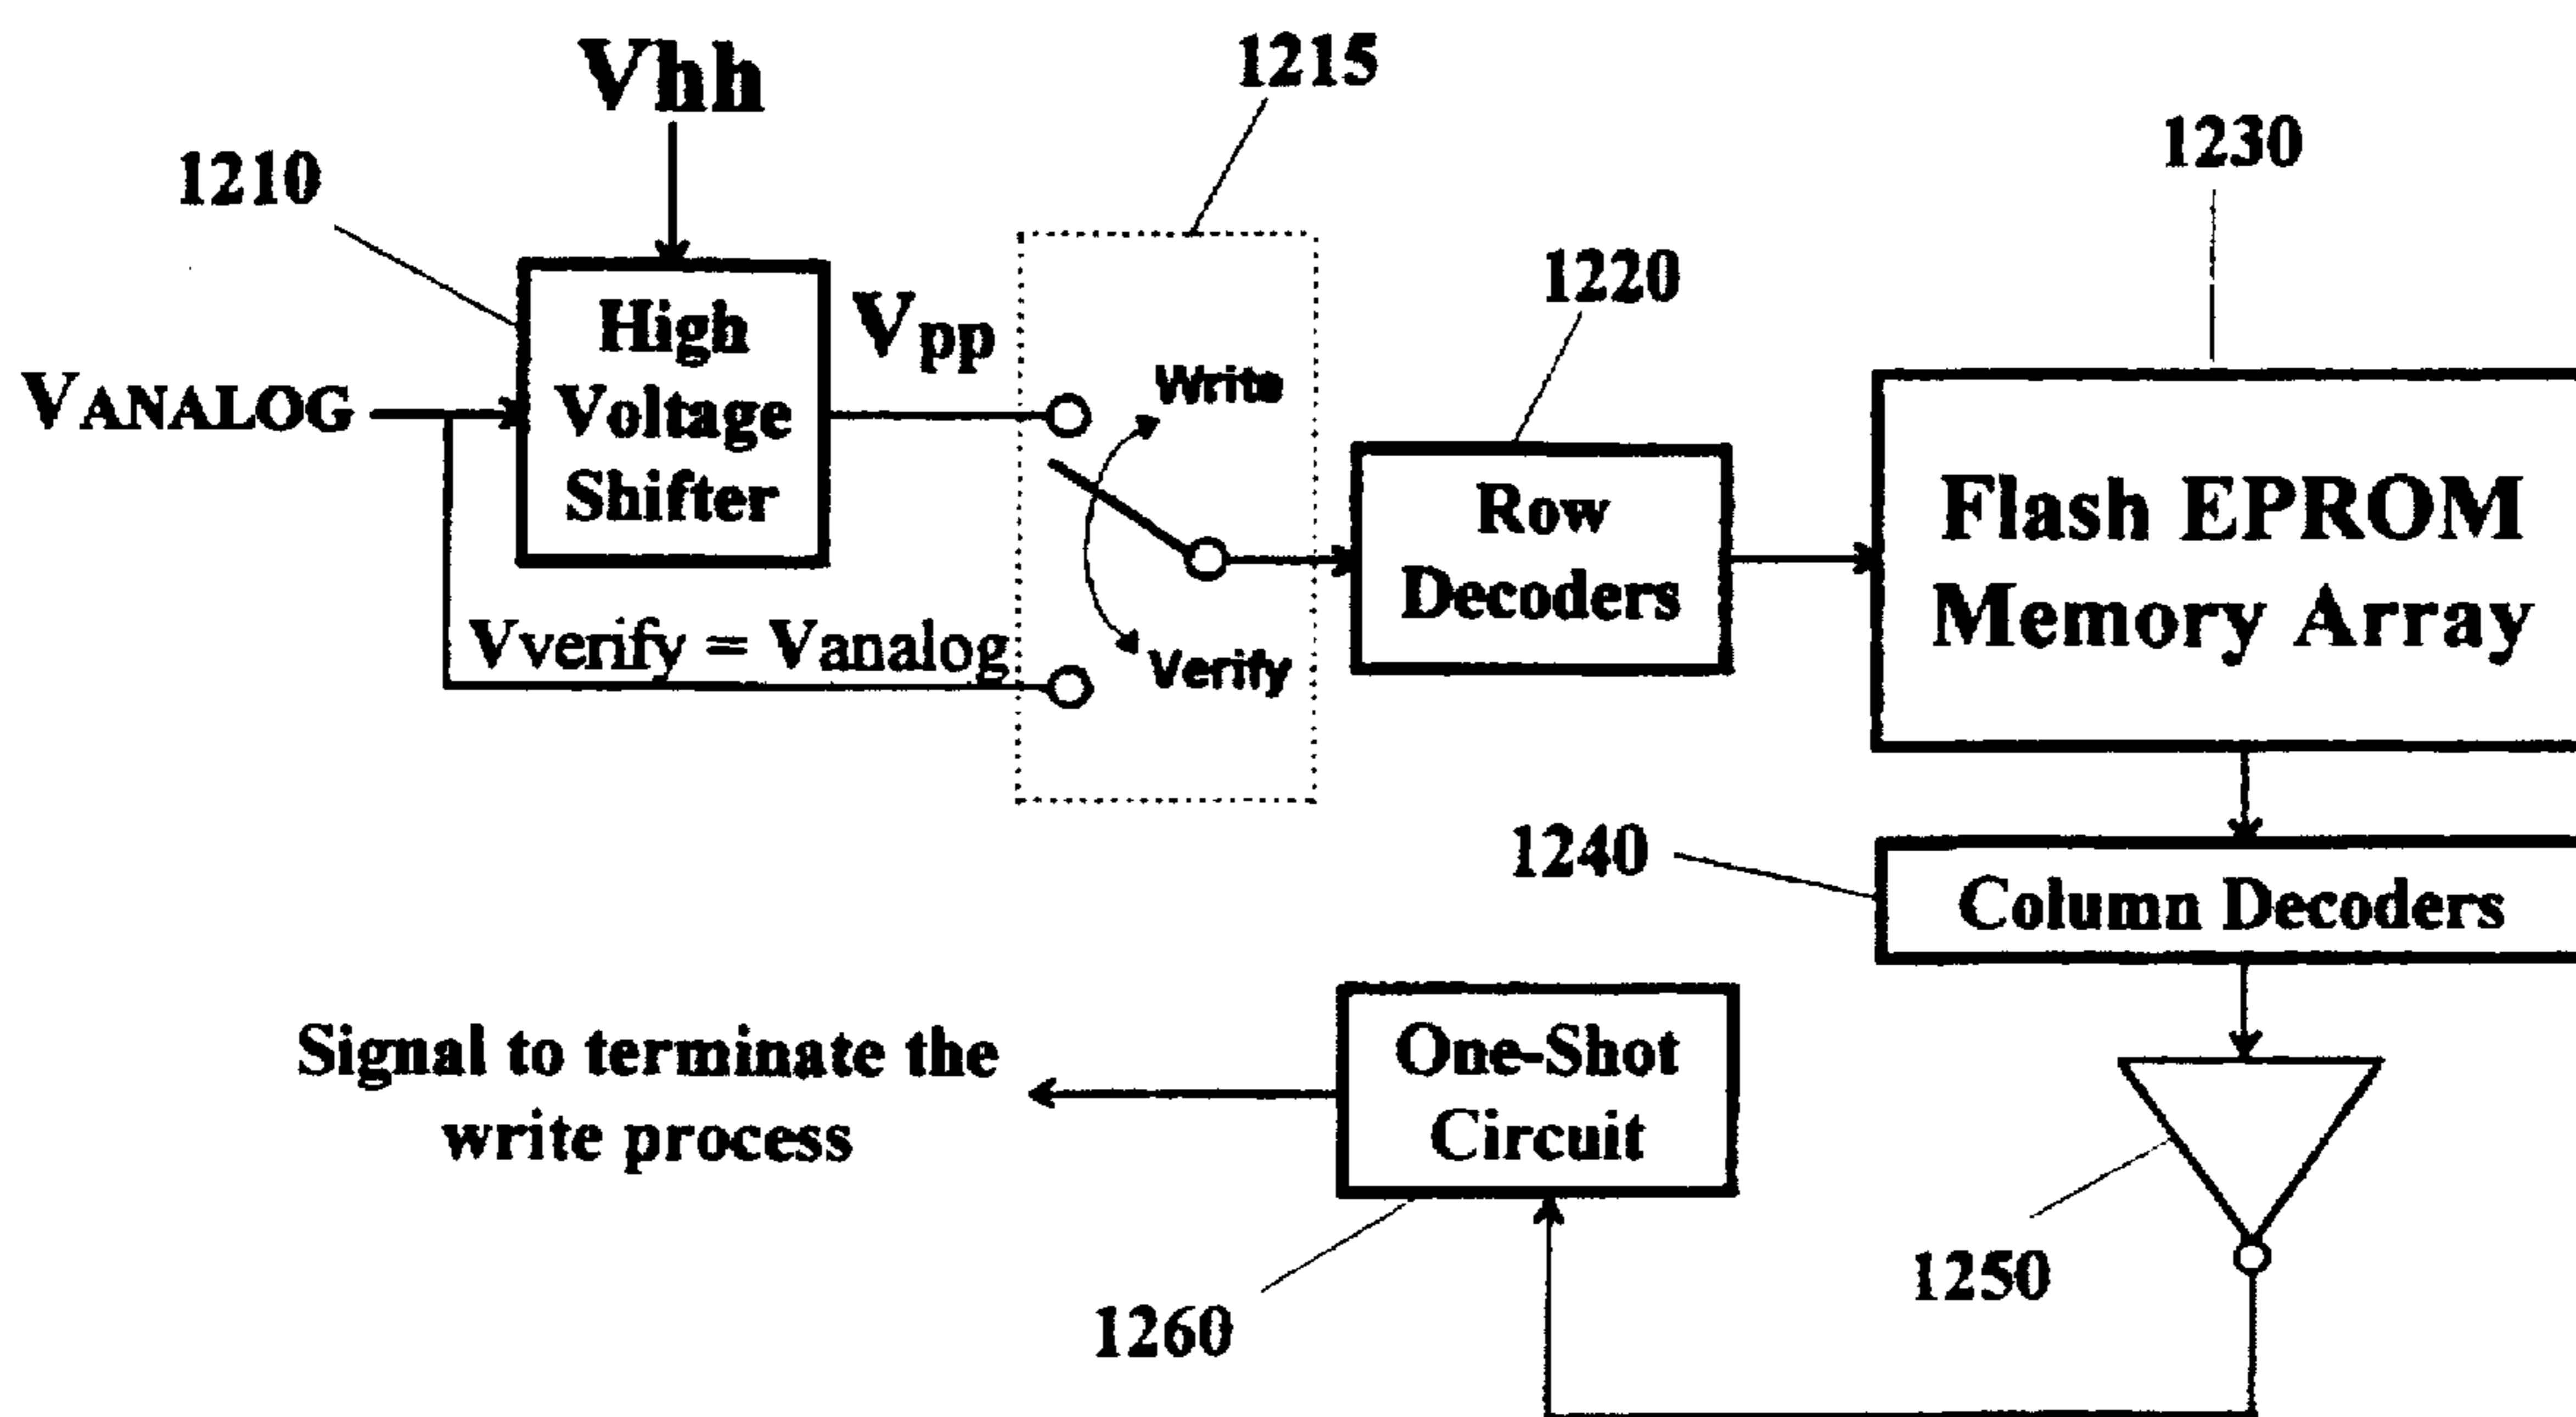 Vhh
1215
1230
1210
1220
High
Voltage
Shifter
Vpp
VANALOG
Write
Row
Decoders
Flash EPROM
Memory Array
Vverify = Vanalog
Verify
1240
Column Decoders
Signal to terminate the
write process
One-Shot
Circuit
1250
1260